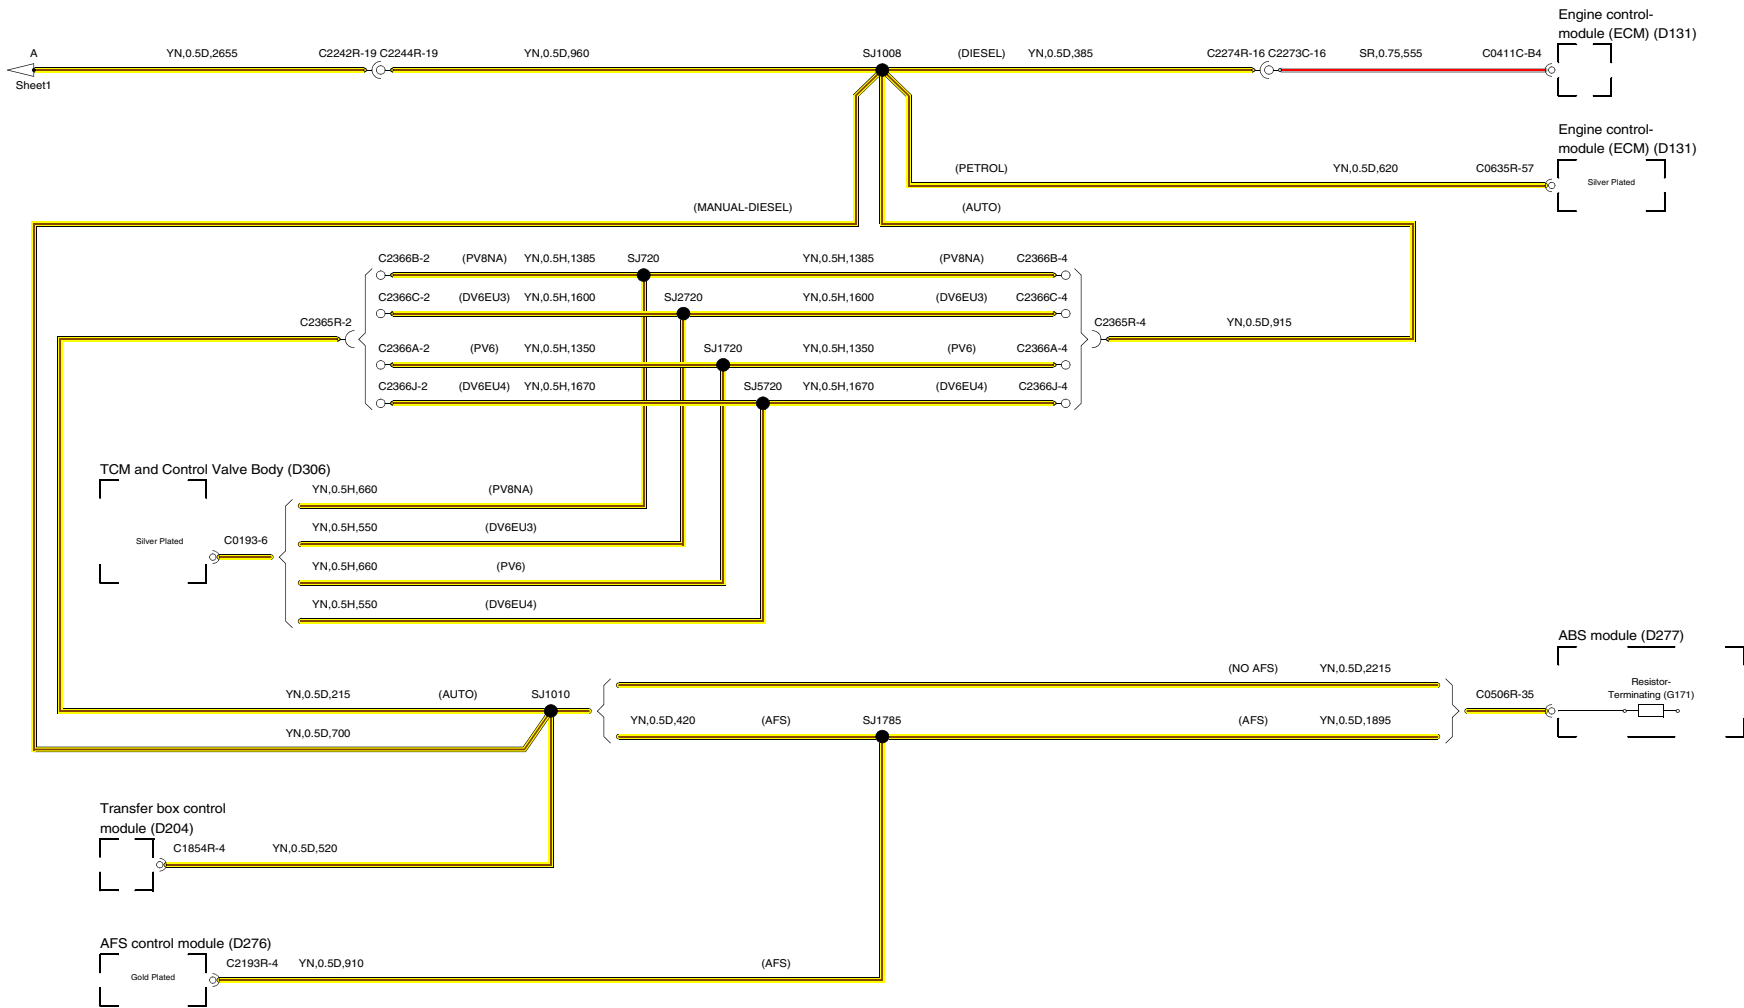 Engine control-
module (ECM) (D131)
A
YN,0.5D,2655
C2242R-19 C2244R-19
YN,0.5D,960
SJ1008
(DIESEL)
YN,0.5D,385
C2274R-16 C2273C-16
SR,0.75,555
C0411C-B4
Sheet1
Engine control-
module (ECM) (D131)
(PETROL)
YN,0.5D,620
C0635R-57
Silver Plated
(MANUAL-DIESEL)
(AUTO)
C2366B-2
(PV8NA)
YN,0.5H,1385
SJ720
YN,0.5H,1385
(PV8NA)
C2366B-4
C2366C-2
(DV6EU3)
YN,0.5H,1600
SJ2720
YN,0.5H,1600
(DV6EU3)
C2366C-4
C2365R-2
C2365R-4
YN,0.5D,915
C2366A-2
(PV6)
YN,0.5H,1350
SJ1720
YN,0.5H,1350
(PV6)
C2366A-4
C2366J-2
(DV6EU4)
YN,0.5H,1670
SJ5720
YN,0.5H,1670
(DV6EU4)
C2366J-4
TCM and Control Valve Body (D306)
YN,0.5H,660
(PV8NA)
YN,0.5H,550
(DV6EU3)
Silver Plated
C0193-6
YN,0.5H,660
(PV6)
YN,0.5H,550
(DV6EU4)
ABS module (D277)
(NO AFS)
YN,0.5D,2215
Resistor-
Terminating (G171)
YN,0.5D,215
(AUTO)
SJ1010
C0506R-35
YN,0.5D,420
(AFS)
SJ1785
(AFS)
YN,0.5D,1895
YN,0.5D,700
Transfer box control
module (D204)
C1854R-4
YN,0.5D,520
AFS control module (D276)
C2193R-4
YN,0.5D,910
(AFS)
Gold Plated